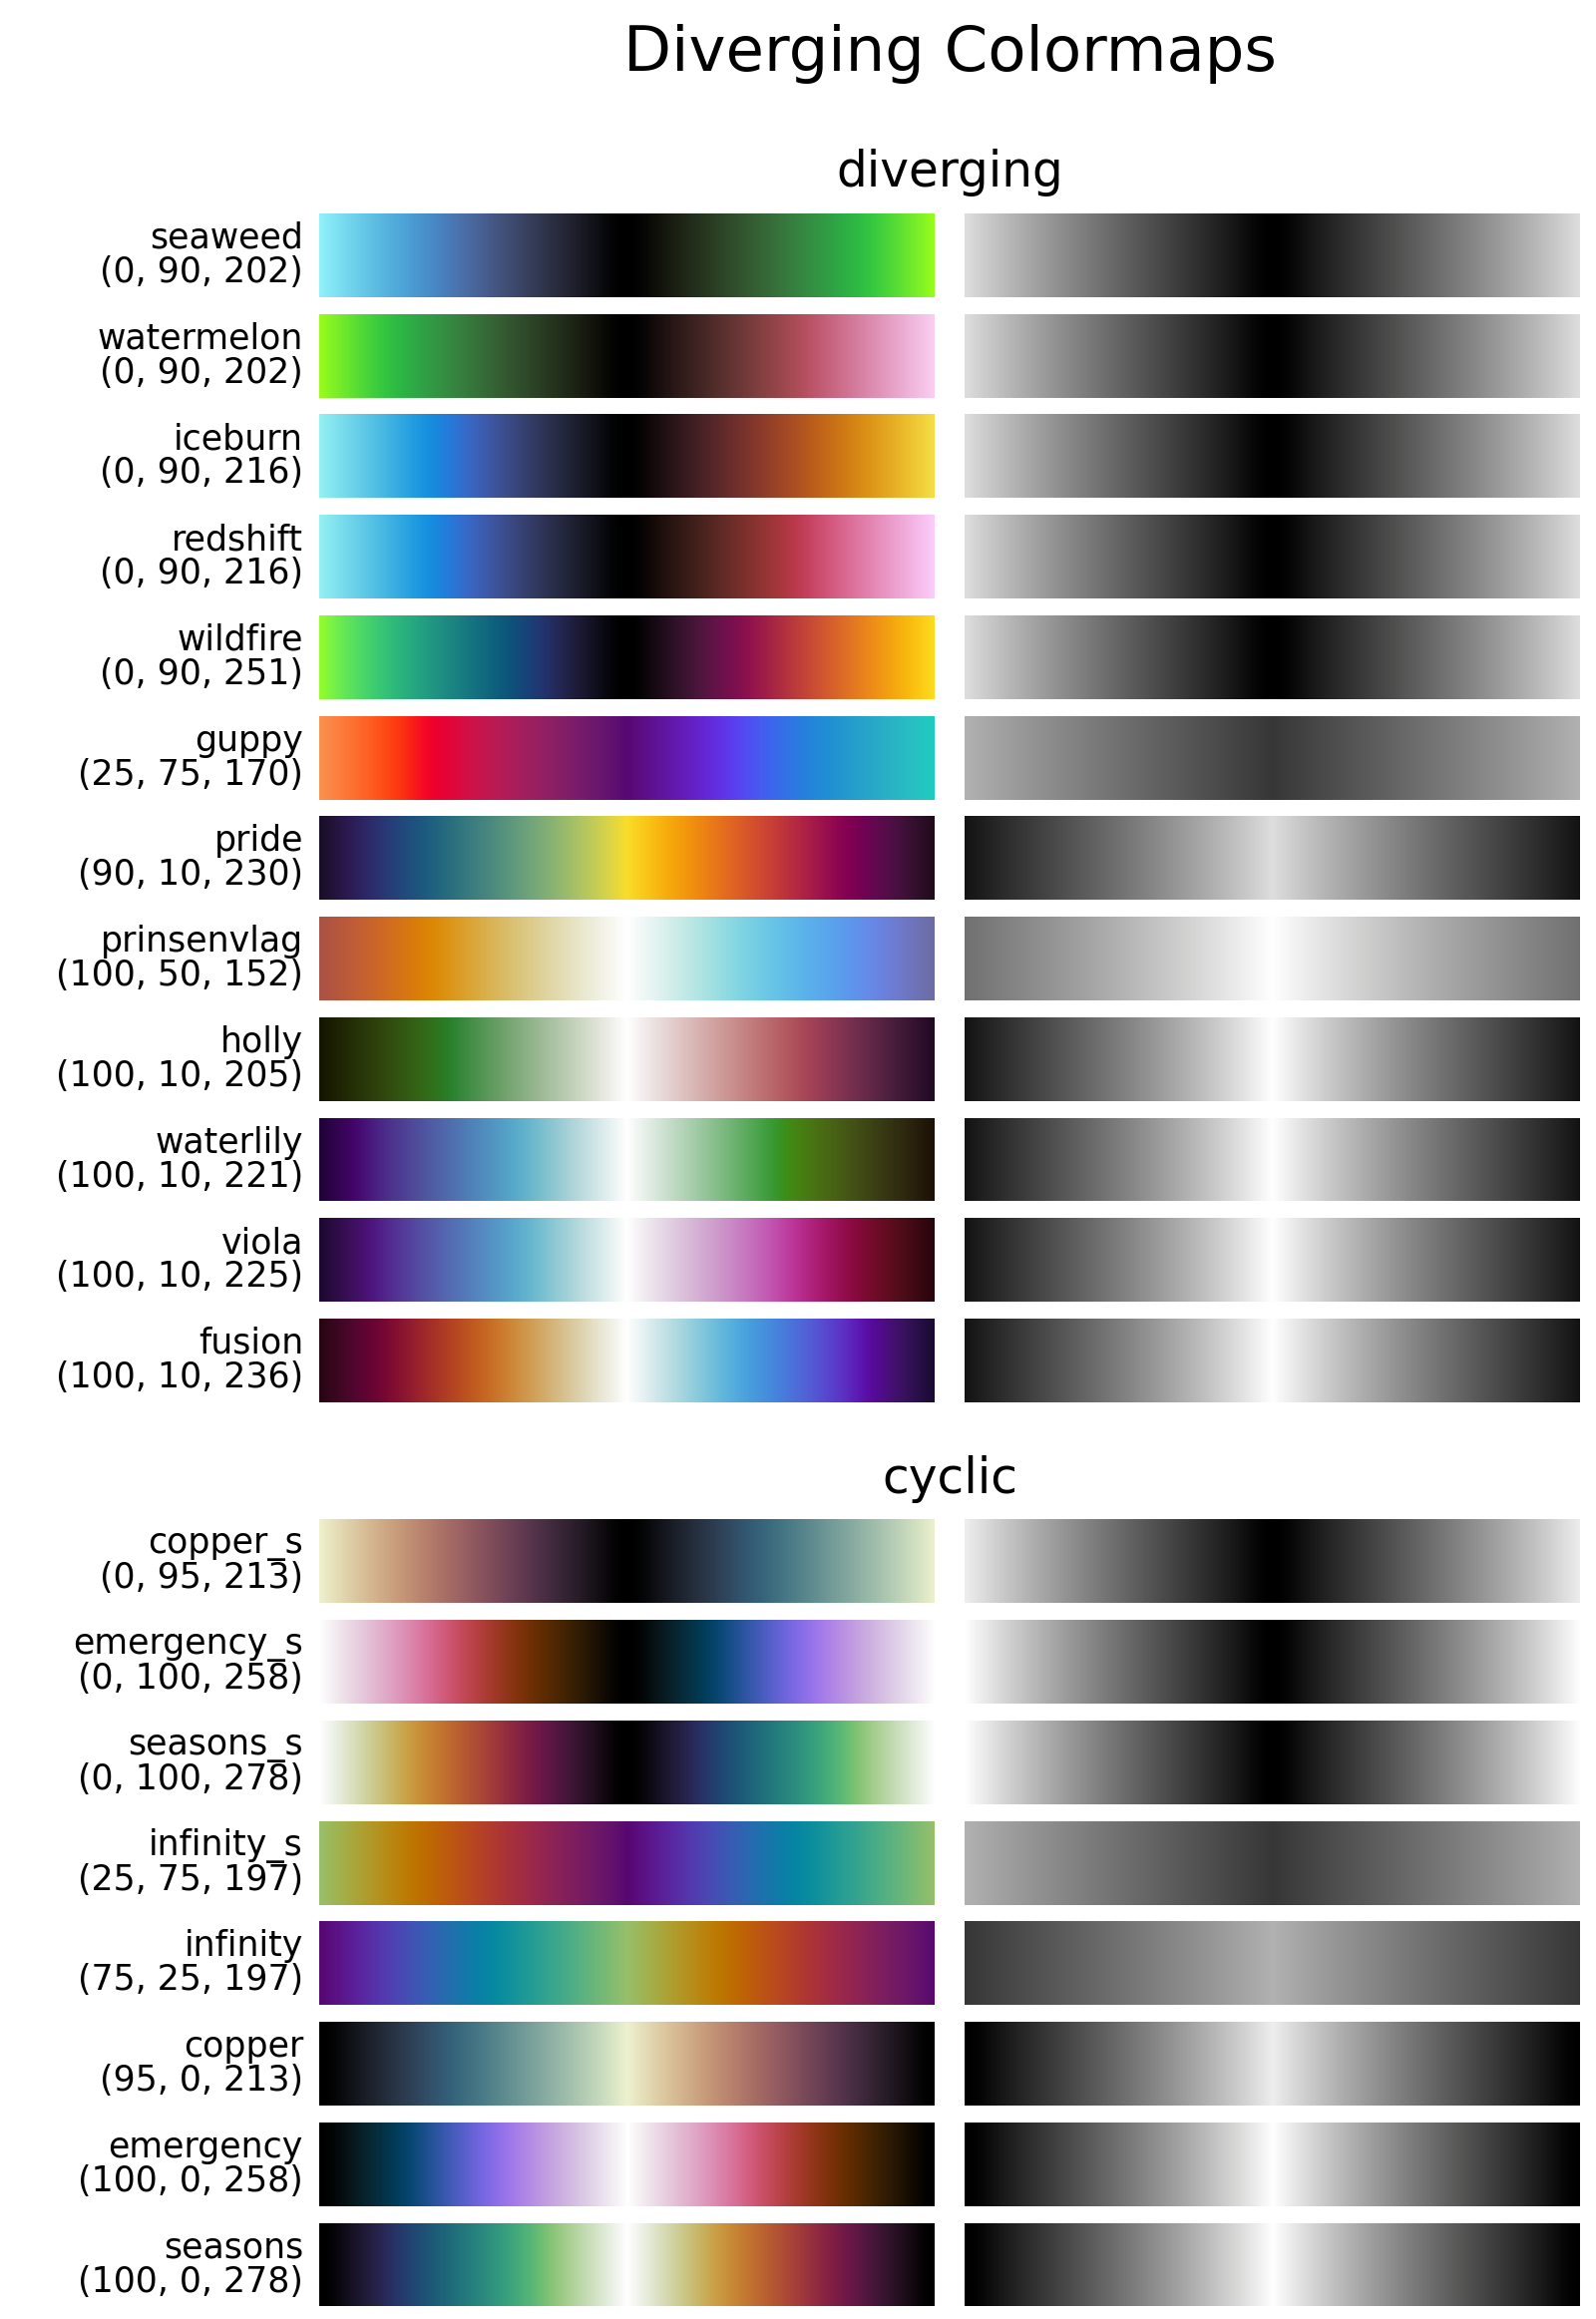 Diverging Colormaps
diverging
seaweed
(0, 90, 202)
watermelon
(0, 90, 202)
iceburn
(0, 90, 216)
redshift
(0, 90, 216)
wildfire
(0, 90, 251)
guppy
(25, 75, 170)
pride
(90, 10, 230)
prinsenvlag
(100, 50, 152)
holly
(100, 10, 205)
waterlily
(100, 10, 221)
viola
(100, 10, 225)
fusion
(100, 10, 236)
cyclic
copper_s
(0, 95, 213)
emergency_s
(0, 100, 258)
seasons_s
(0, 100, 278)
infinity_s
(25, 75, 197)
infinity
(75, 25, 197)
copper
(95, 0, 213)
emergency
(100, 0, 258)
seasons
(100, 0, 278)